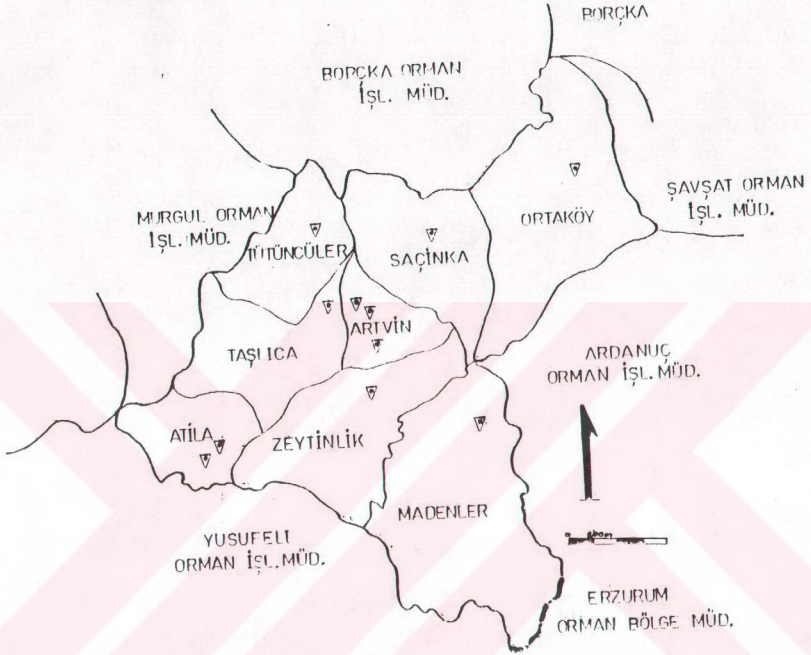 BORÇKA
BORÇKA ORMAN
İŞL. MÜD.
ŞAVŞAT ORMAN
İŞL. MÜD.
MURGUL ORMAN
İŞL. MÜD.
ORTAKÖY
TÜTÜNCÜLER
SAÇİNKA
ARTVİN
TAŞLICA
ARDANUÇ
ORMAN İŞL. MÜD.
ATİLA
ZEYTİNLİK
MADENLER
YUSUFELİ
ORMAN İŞL. MÜD.
ERZURUM
ORMAN BÖLGE MÜD.